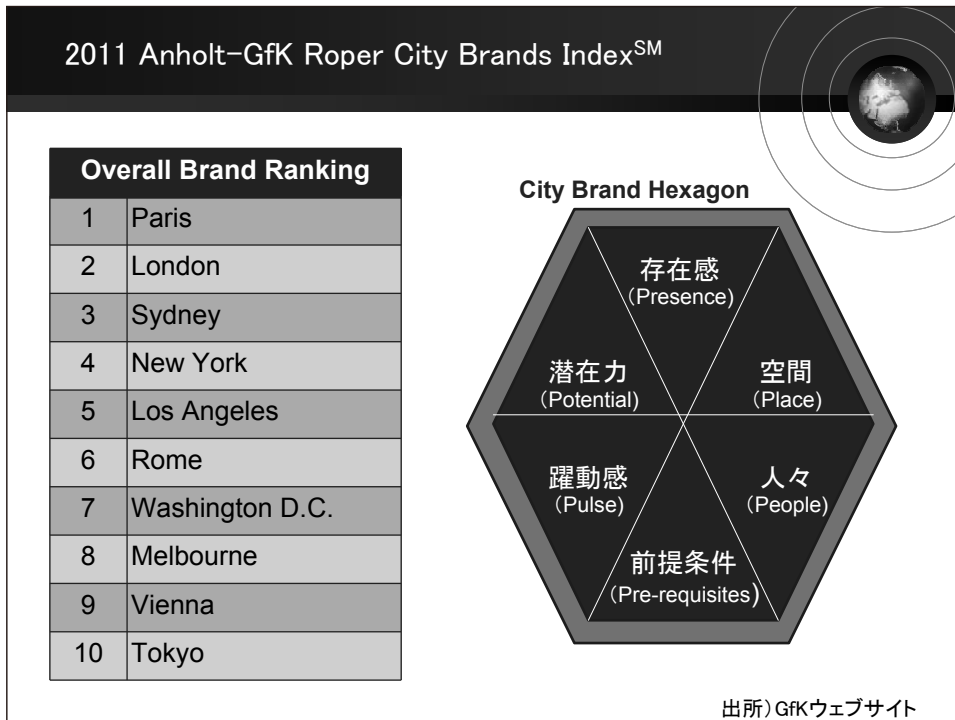 2011 Anholt-GfK Roper City Brands IndexSM
Overall Brand Ranking
1 Paris
2 London
3 Sydney
4 New York
5 Los Angeles
6 Rome
7 Washington D.C.
8 Melbourne
9 Vienna
10 Tokyo
City Brand Hexagon
存在感
(Presence)
潜在力
(Potential)
空間
(Place)
躍動感
(Pulse)
人々
(People)
前提条件
(Pre-requisites)
出所)GfKウェブサイト